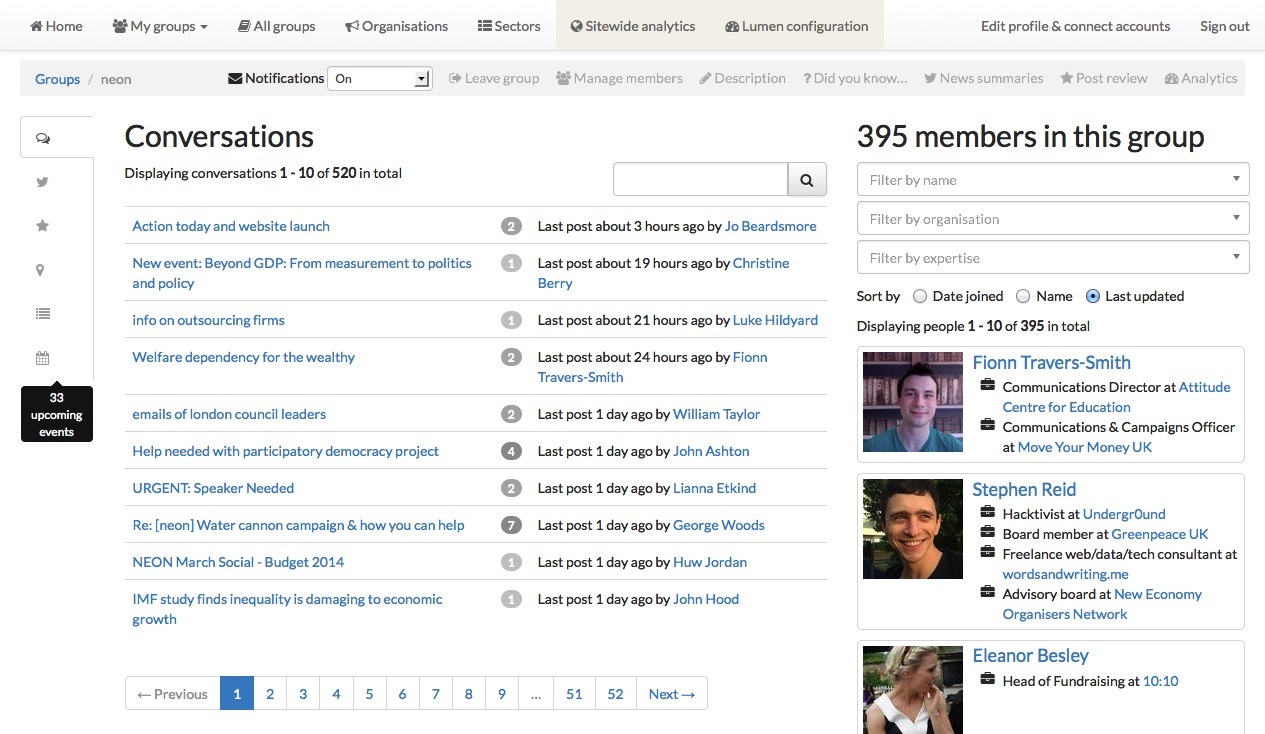 Home My groups All groups Organisations Sectors Sitewide analytics Lumen configuration Edit profile & connect accounts Sign out
Groups / neon Notifications On Leave group Manage members Description ? Did you know... News summaries Post review Analytics
33
upcoming
events
Conversations
Displaying conversations 1 - 10 of 520 in total
Action today and website launch 2 Last post about 3 hours ago by Jo Beardsmore
New event: Beyond GDP: From measurement to politics 1 Last post about 19 hours ago by Christine
and policy Berry
info on outsourcing firms 1 Last post about 21 hours ago by Luke Hildyard
Welfare dependency for the wealthy 2 Last post about 24 hours ago by Fionn
Travers-Smith
emails of london council leaders 2 Last post 1 day ago by William Taylor
Help needed with participatory democracy project 4 Last post 1 day ago by John Ashton
URGENT: Speaker Needed 2 Last post 1 day ago by Lianna Etkind
Re: [neon] Water cannon campaign & how you can help 7 Last post 1 day ago by George Woods
NEON March Social - Budget 2014 1 Last post 1 day ago by Huw Jordan
IMF study finds inequality is damaging to economic 1 Last post 1 day ago by John Hood
growth
← Previous 1 2 3 4 5 6 7 8 9 ... 51 52 Next →
395 members in this group
Filter by name
Filter by organisation
Filter by expertise
Sort by Date joined Name Last updated
Displaying people 1 - 10 of 395 in total
Fionn Travers-Smith
Communications Director at Attitude
Centre for Education
Communications & Campaigns Officer
at Move Your Money UK
Stephen Reid
Hacktivist at Undergr0und
Board member at Greenpeace UK
Freelance web/data/tech consultant at
wordsandwriting.me
Advisory board at New Economy
Organisers Network
Eleanor Besley
Head of Fundraising at 10:10